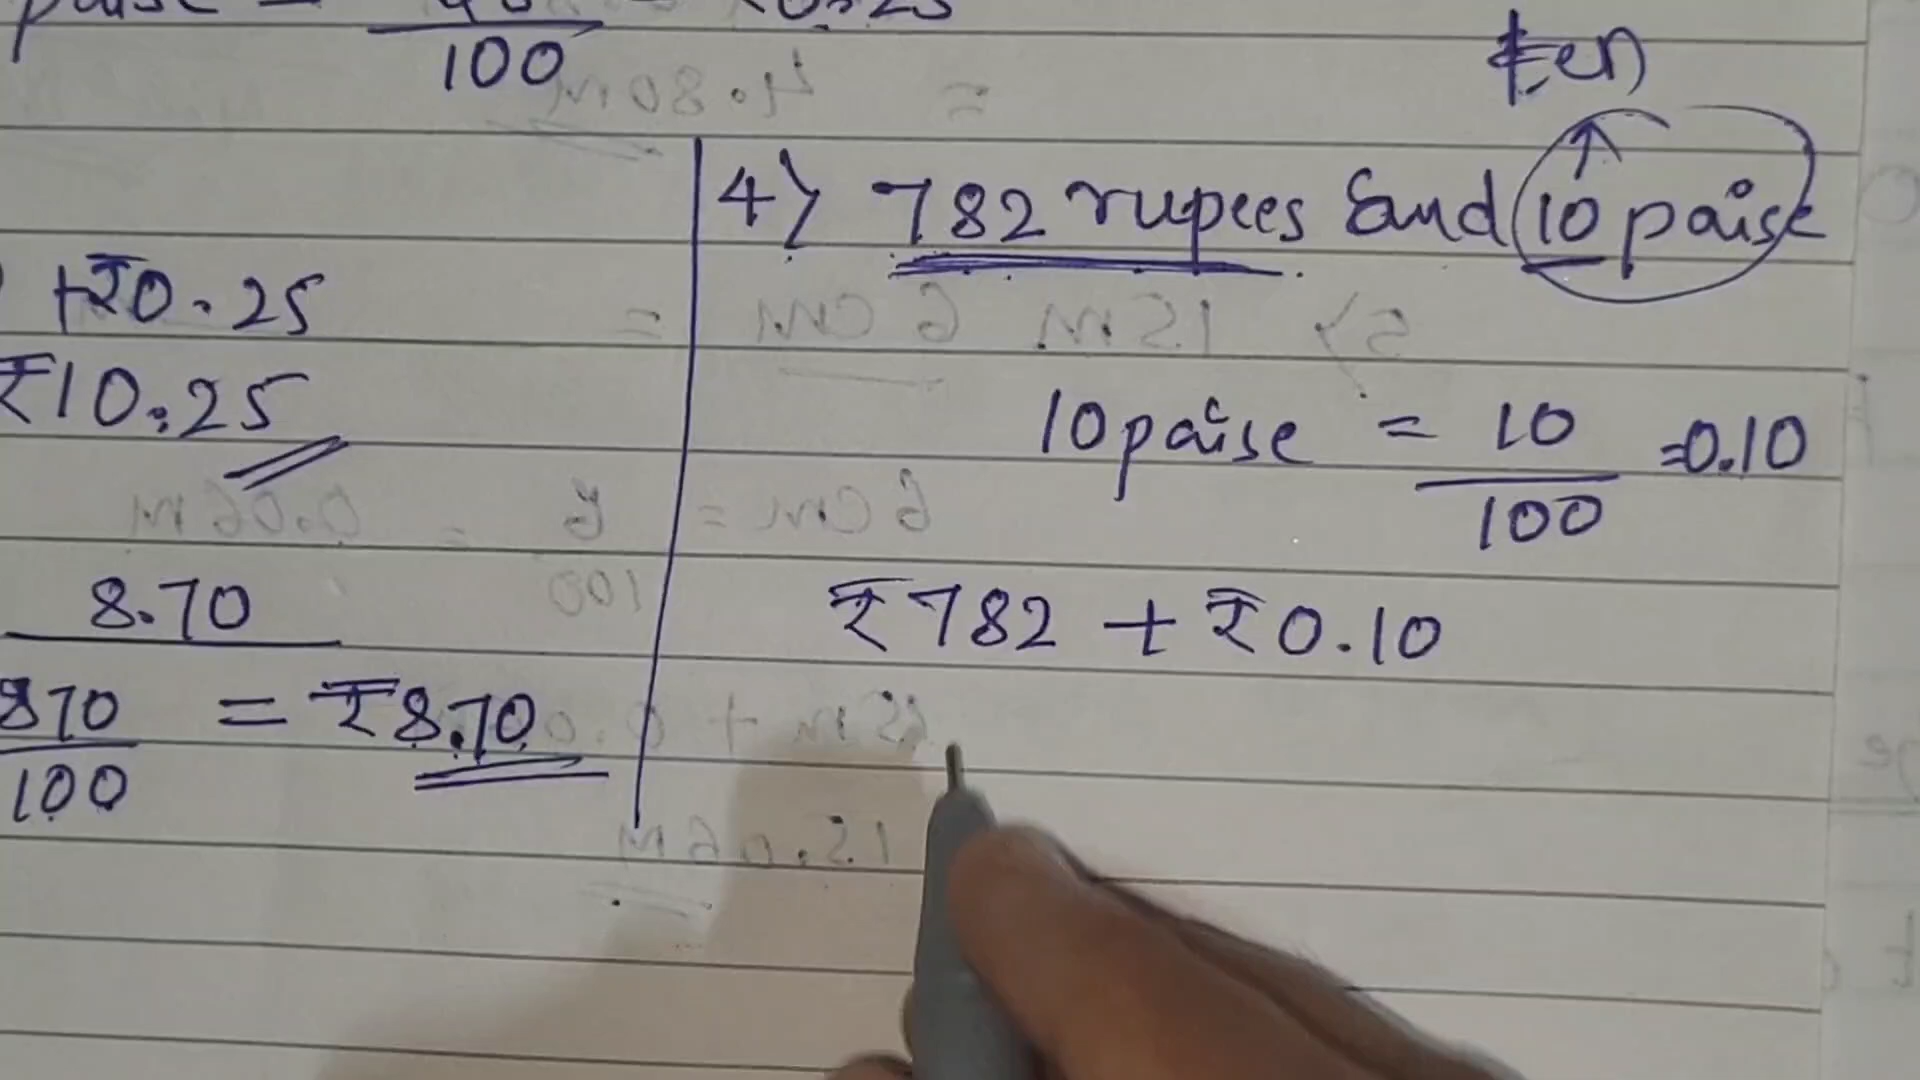 paise =
100
+₹0.25
₹10.25
8.70
870 = ₹8.70
100
ten
4) 782 rupees and 10 paise
10 paise = 10 =0.10
100
₹782 + ₹0.10